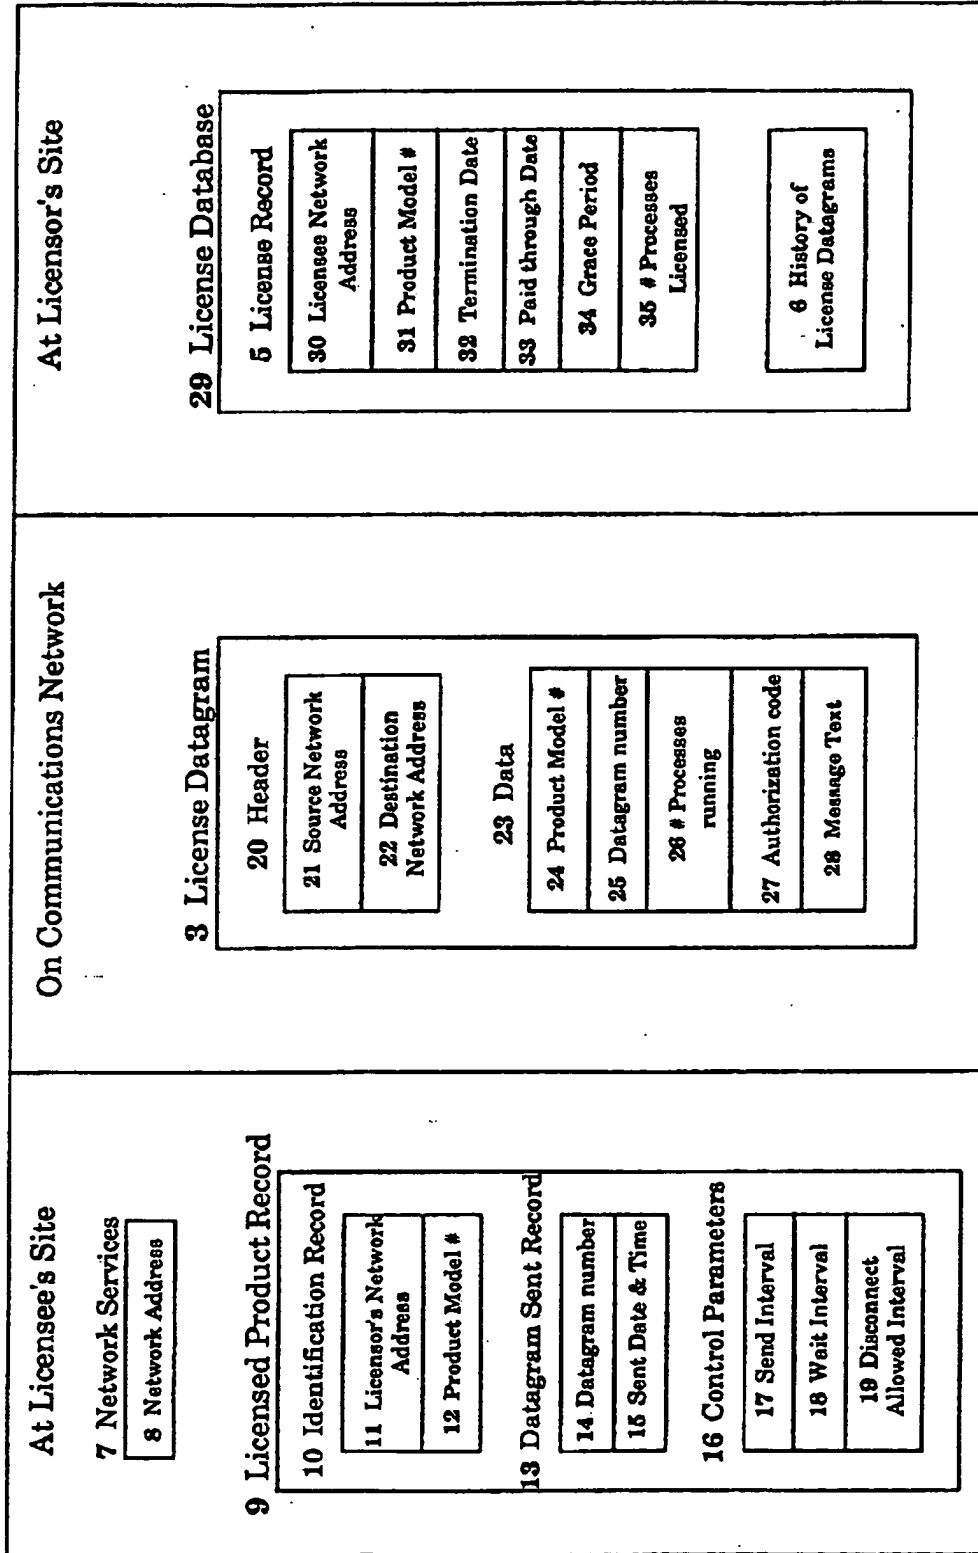 At Licensee's Site
7 Network Services
8 Network Address
9 Licensed Product Record
10 Identification Record
11 Licensor's Network
Address
12 Product Model #
13 Datagram Sent Record
14 Datagram number
15 Sent Date & Time
16 Control Parameters
17 Send Interval
18 Wait Interval
19 Disconnect
Allowed Interval
On Communications Network
3 License Datagram
20 Header
21 Source Network
Address
22 Destination
Network Address
23 Data
24 Product Model #
25 Datagram number
26 # Processes
running
27 Authorization code
28 Message Text
At Licensor's Site
29 License Database
5 License Record
30 Licensee Network
Address
31 Product Model #
32 Termination Date
33 Paid through Date
34 Grace Period
35 # Processes
Licensed
6 History of
License Datagrams